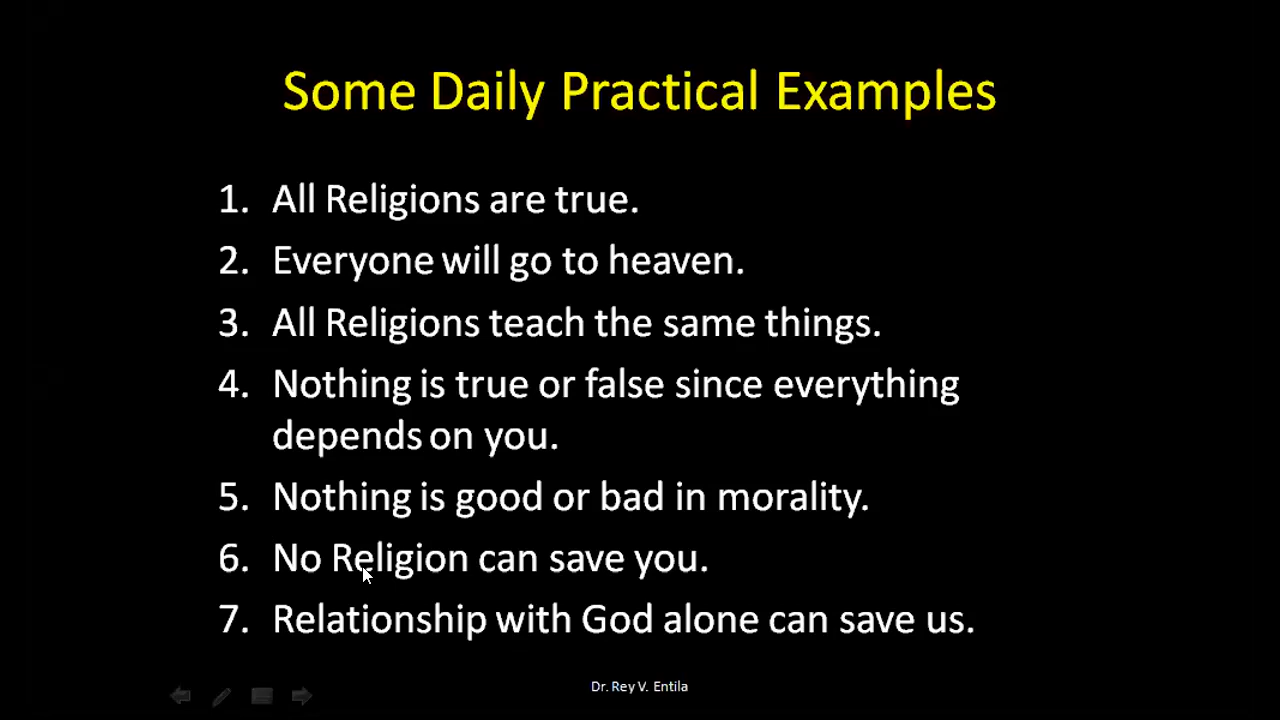 Some Daily Practical Examples
1. All Religions are true.
2. Everyone will go to heaven.
3. All Religions teach the same things.
4. Nothing is true or false since everything
depends on you.
5. Nothing is good or bad in morality.
6. No Religion can save you.
7. Relationship with God alone can save us.
Dr. Rey V. Entila